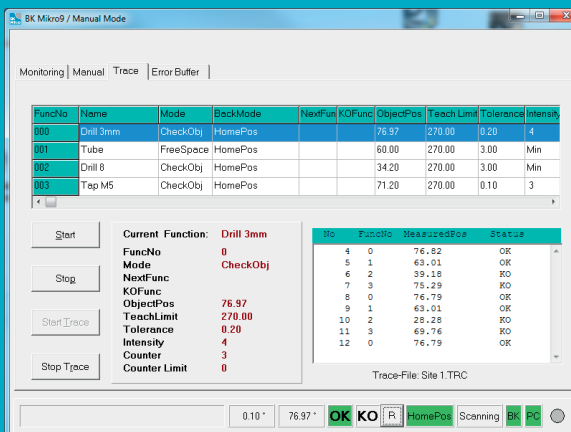 BK Mikro9 / Manual Mode
Monitoring Manual Trace Error Buffer
FuncNo Name Mode BackMode NextFun KOFunc ObjectPos Teach Limit Tolerance Intensity
000 Drill 3mm CheckObj HomePos 76.97 270.00 0.20 4
001 Tube FreeSpace HomePos 60.00 270.00 3.00 Min
002 Drill 8 CheckObj HomePos 34.20 270.00 3.00 Min
003 Tap M5 CheckObj HomePos 71.20 270.00 0.10 3
Start
Stop
Start Trace
Stop Trace
Current Function: Drill 3mm
FuncNo 0
Mode CheckObj
NextFunc
KOFunc
ObjectPos 76.97
TeachLimit 270.00
Tolerance 0.20
Intensity 4
Counter 3
Counter Limit 0
No FuncNo MeasuredPos Status
4 0 76.82 OK
5 1 63.01 OK
6 2 39.18 KO
7 3 75.29 KO
8 0 76.79 OK
9 1 63.01 OK
10 2 28.28 KO
11 3 69.76 KO
12 0 76.79 OK
Trace-File: Site 1.TRC
0.10 ° 76.97 ° OK KO R HomePos Scanning BK PC